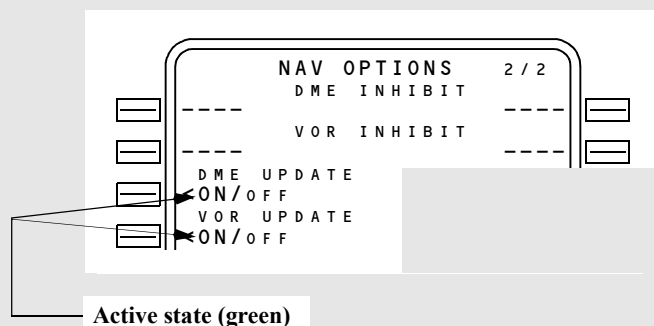 NAV OPTIONS 2/2
DME INHIBIT
---- ----
VOR INHIBIT
---- ----
DME UPDATE
<ON/OFF
VOR UPDATE
<ON/OFF
Active state (green)